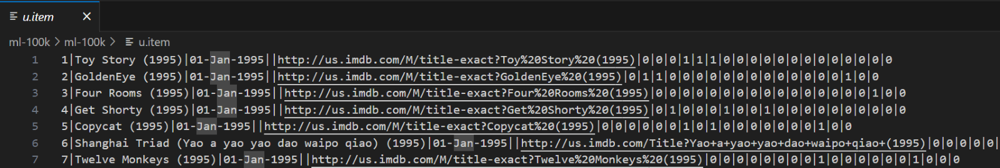 u.item
ml-100k > ml-100k > u.item
1 1|Toy Story (1995)|01-Jan-1995||http://us.imdb.com/M/title-exact?Toy%20Story%20(1995)|0|0|0|1|1|1|0|0|0|0|0|0|0|0|0|0|0|0|0
2 2|GoldenEye (1995)|01-Jan-1995||http://us.imdb.com/M/title-exact?GoldenEye%20(1995)|0|1|1|0|0|0|0|0|0|0|0|0|0|0|0|0|1|0|0
3 3|Four Rooms (1995)|01-Jan-1995||http://us.imdb.com/M/title-exact?Four%20Rooms%20(1995)|0|0|0|0|0|0|0|0|0|0|0|0|0|0|0|0|1|0|0
4 4|Get Shorty (1995)|01-Jan-1995||http://us.imdb.com/M/title-exact?Get%20Shorty%20(1995)|0|1|0|0|0|1|0|0|1|0|0|0|0|0|0|0|0|0|0
5 5|Copycat (1995)|01-Jan-1995||http://us.imdb.com/M/title-exact?Copycat%20(1995)|0|0|0|0|0|0|1|0|1|0|0|0|0|0|0|0|1|0|0
6 6|Shanghai Triad (Yao a yao yao dao waipo qiao) (1995)|01-Jan-1995||http://us.imdb.com/Title?Yao+a+yao+yao+dao+waipo+qiao+(1995)|0|0|0|0|0|
7 7|Twelve Monkeys (1995)|01-Jan-1995||http://us.imdb.com/M/title-exact?Twelve%20Monkeys%20(1995)|0|0|0|0|0|0|0|0|1|0|0|0|0|0|0|1|0|0|0